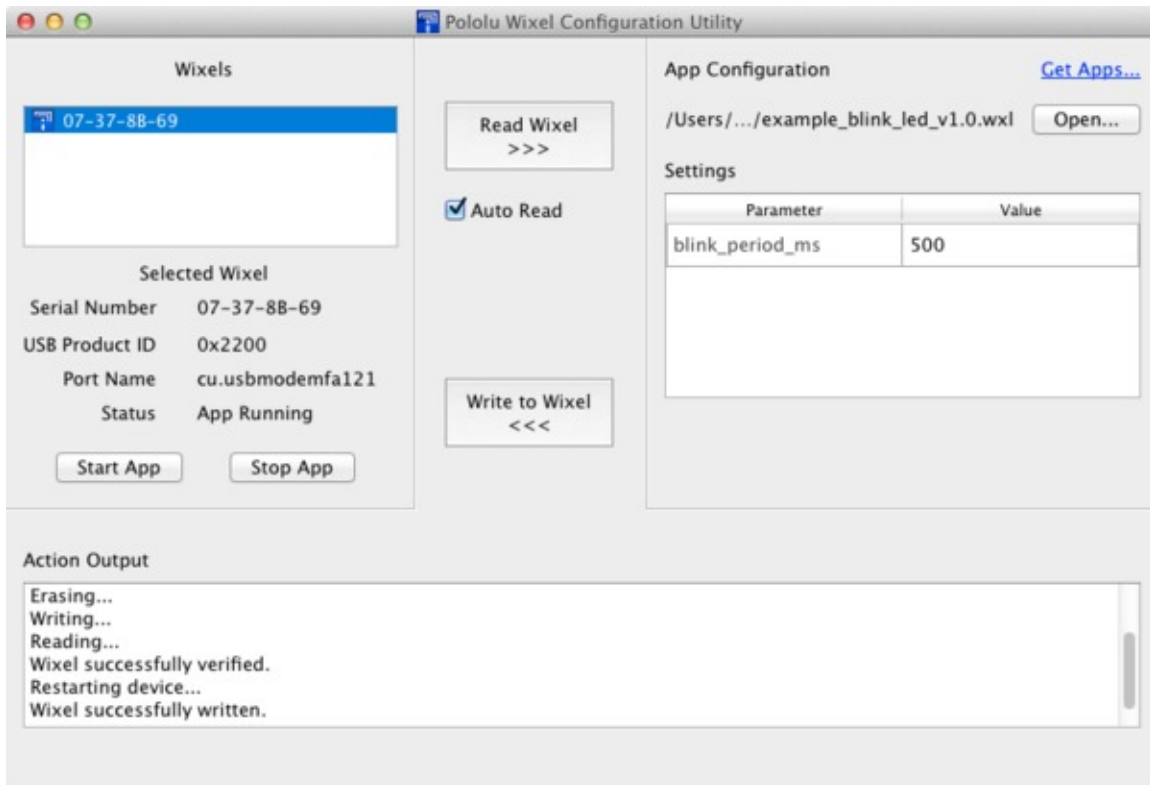 Pololu Wixel Configuration Utility
Wixels
07-37-8B-69
Selected Wixel
Serial Number 07-37-8B-69
USB Product ID 0x2200
Port Name cu.usbmodemfa121
Status App Running
Start App Stop App
Read Wixel
>>>
Auto Read
Write to Wixel
<<<
App Configuration Get Apps...
/Users/.../example_blink_led_v1.0.wxl Open...
Settings
Parameter Value
blink_period_ms 500
Action Output
Erasing...
Writing...
Reading...
Wixel successfully verified.
Restarting device...
Wixel successfully written.